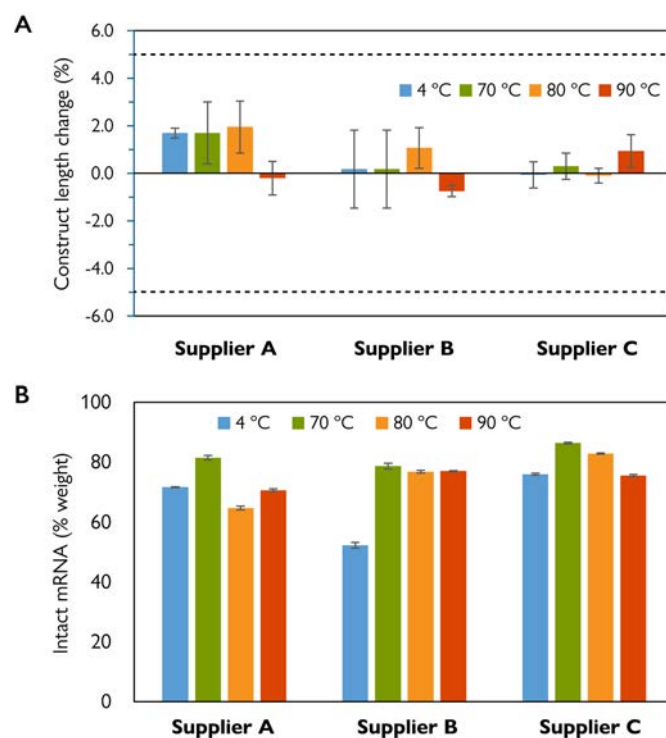 A
6.0
4.0
2.0
0.0
-2.0
-4.0
-6.0
Construct length change (%)
4 °C 70 °C 80 °C 90 °C
Supplier A Supplier B Supplier C
B
100
80
60
40
20
0
Intact mRNA (% weight)
4 °C 70 °C 80 °C 90 °C
Supplier A Supplier B Supplier C